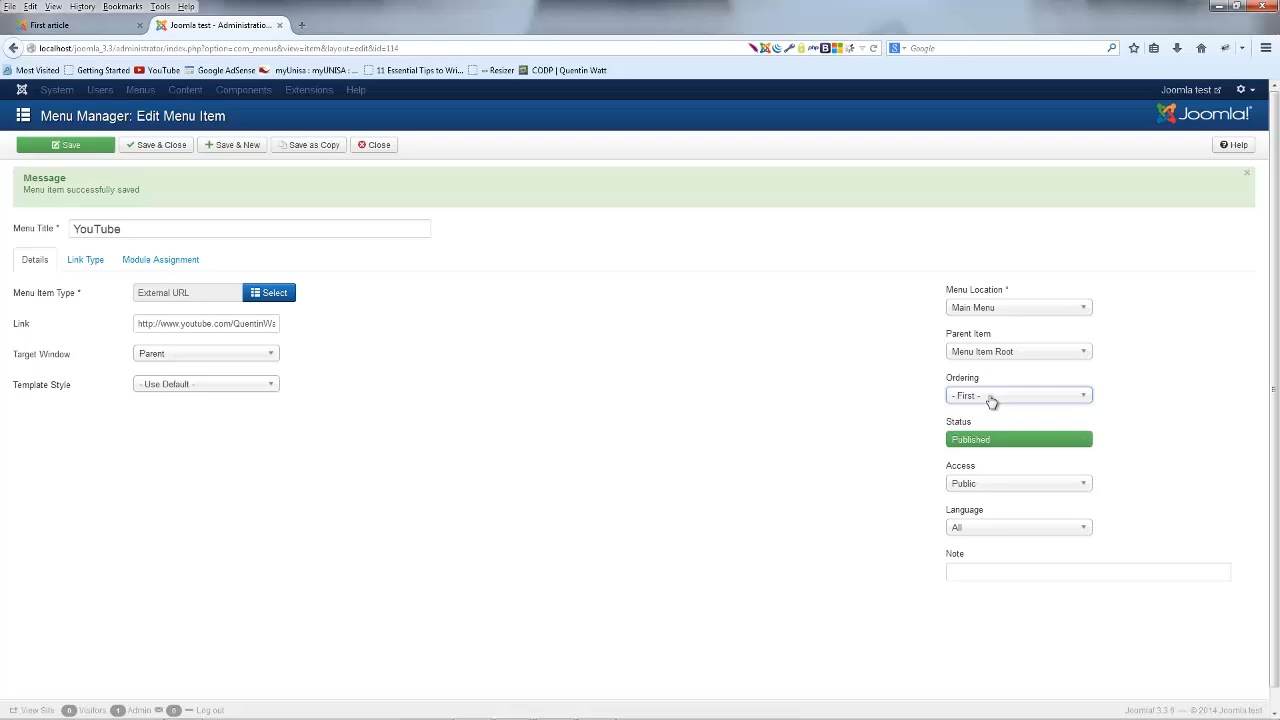 File Edit View History Bookmarks Tools Help
First article
Joomla test - Administratio...
localhost/joomla_3.3/administrator/index.php?option=com_menus&view=item&layout=edit&id=114
Google
Most Visited Getting Started YouTube Google AdSense myUnisa : myUNISA ... 11 Essential Tips to Wri... -- Resizer CODP | Quentin Watt
System Users Menus Content Components Extensions Help Joomla test
Menu Manager: Edit Menu Item
Joomla!
Save Save & Close Save & New Save as Copy Close Help
Message
Menu item successfully saved
Menu Title * YouTube
Details Link Type Module Assignment
Menu Item Type * External URL Select
Link http://www.youtube.com/QuentinWa
Target Window Parent
Template Style - Use Default -
Menu Location *
Main Menu
Parent Item
Menu Item Root
Ordering
- First -
Status
Published
Access
Public
Language
All
Note
View Site 0 Visitors 1 Admin 0 Log out
Joomla! 3.3.6 — © 2014 Joomla test